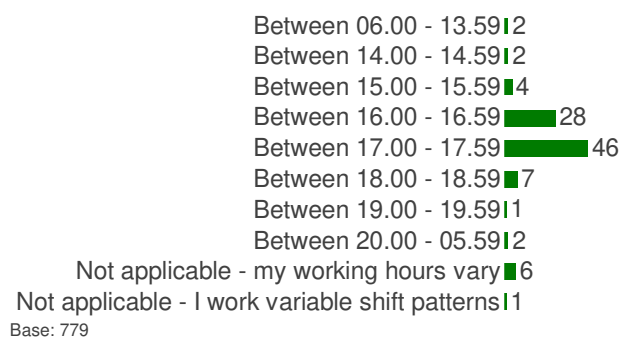 Between 06.00 - 13.59 2
Between 14.00 - 14.59 2
Between 15.00 - 15.59 4
Between 16.00 - 16.59 28
Between 17.00 - 17.59 46
Between 18.00 - 18.59 7
Between 19.00 - 19.59 1
Between 20.00 - 05.59 2
Not applicable - my working hours vary 6
Not applicable - I work variable shift patterns 1
Base: 779